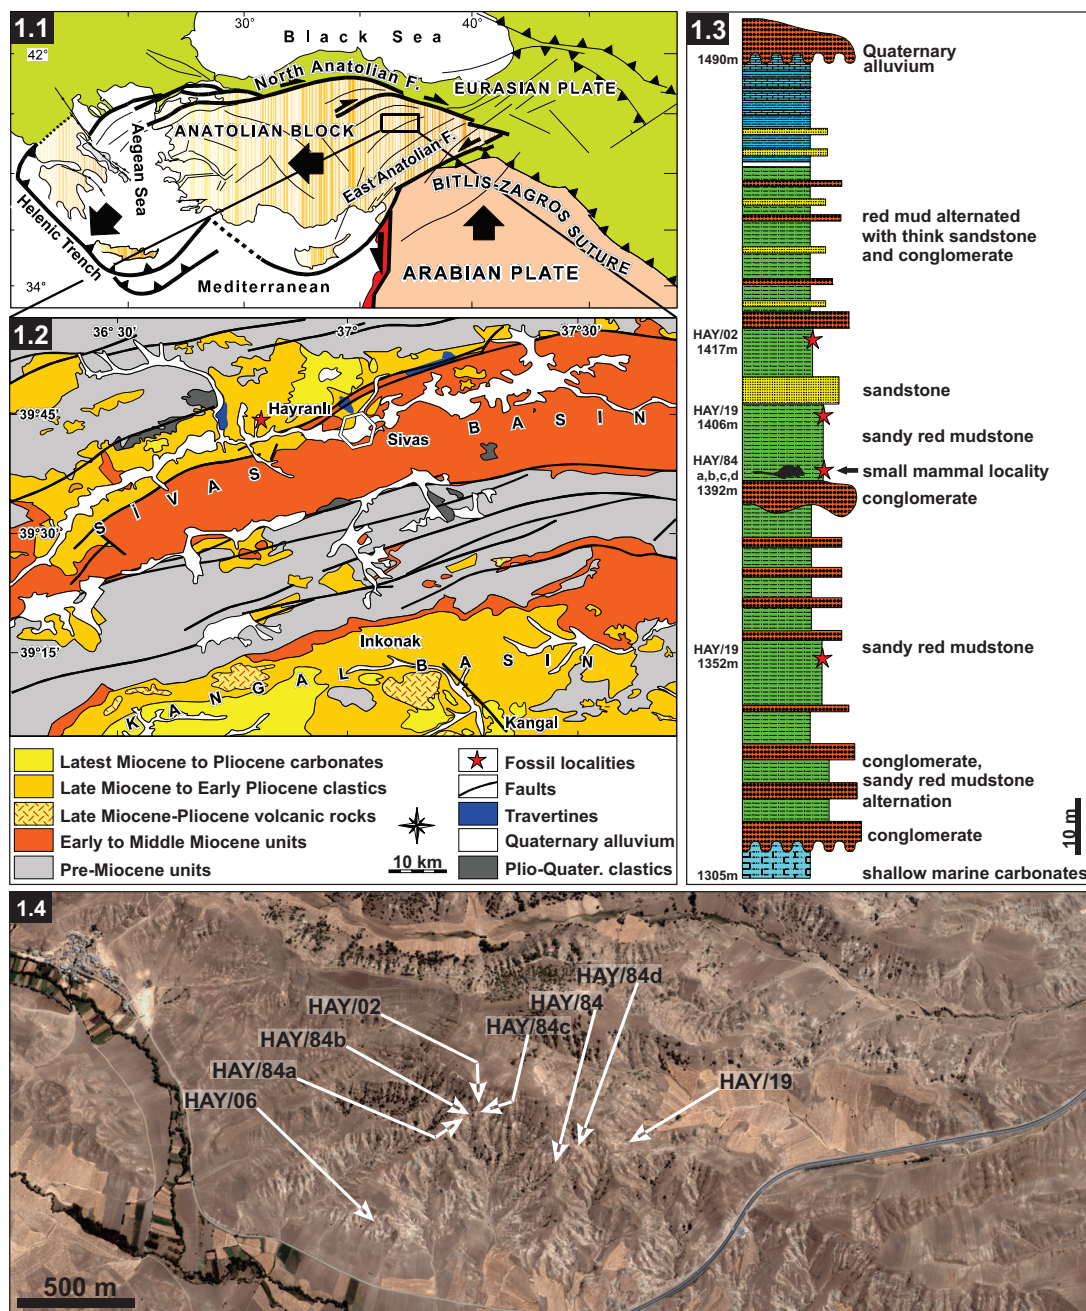 1.1
30°
40°
42°
34°
Black Sea
North Anatolian F.
EURASIAN PLATE
ANATOLIAN BLOCK
Aegean Sea
East Anatolian F.
BITLIS-ZAGROS SUTURE
Helenic Trench
ARABIAN PLATE
Mediterranean
1.2
36° 30'
37°
37° 30'
39°45'
39°30'
39°15'
Hayranlı
Sivas
SİVAS BASIN
Inkonak
KANGAL BASIN
Kangal
Latest Miocene to Pliocene carbonates
Late Miocene to Early Pliocene clastics
Late Miocene-Pliocene volcanic rocks
Early to Middle Miocene units
Pre-Miocene units
10 km
Fossil localities
Faults
Travertines
Quaternary alluvium
Plio-Quater. clastics
1.3
1490m
Quaternary
alluvium
red mud alternated
with think sandstone
and conglomerate
HAY/02
1417m
sandstone
HAY/19
1406m
sandy red mudstone
HAY/84
a,b,c,d
1392m
small mammal locality
conglomerate
HAY/19
1352m
sandy red mudstone
conglomerate,
sandy red mudstone
alternation
conglomerate
10 m
1305m
shallow marine carbonates
1.4
HAY/84d
HAY/02
HAY/84
HAY/84b
HAY/84c
HAY/84a
HAY/19
HAY/06
500 m